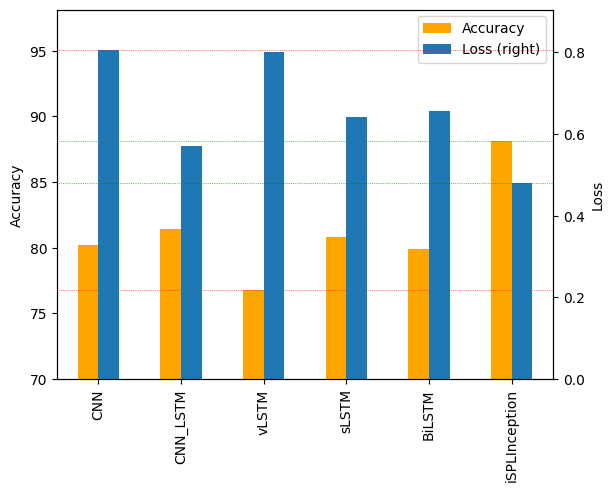 Accuracy
Loss (right)
95
90
85
80
75
70
Accuracy
0.8
0.6
0.4
0.2
0.0
Loss
CNN
CNN_LSTM
vLSTM
sLSTM
BiLSTM
iSPLInception